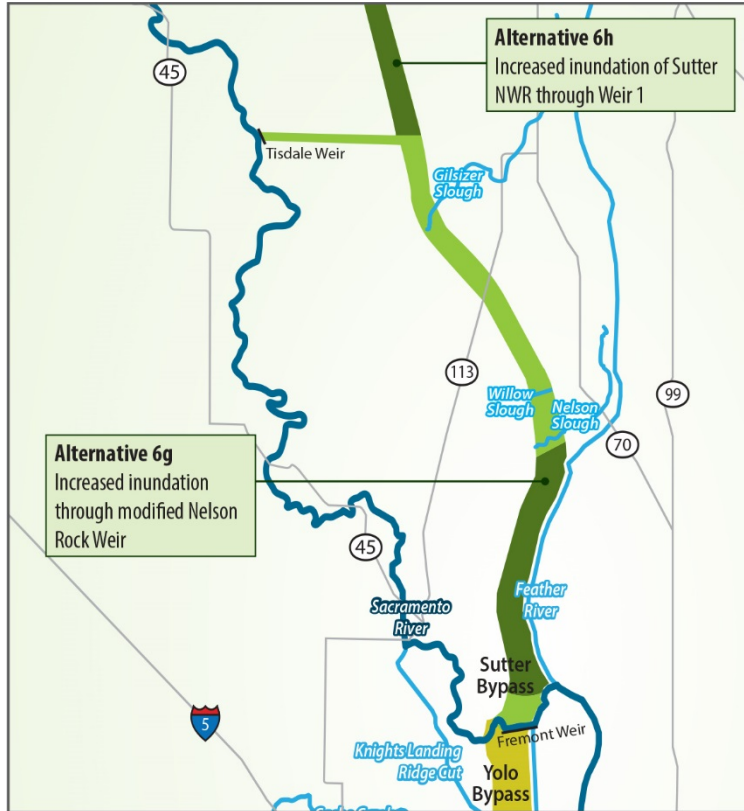 Alternative 6h
Increased inundation of Sutter
NWR through Weir 1
45
Tisdale Weir
Gilsizer
Slough
113
Willow
Slough
Nelson
Slough
99
70
Alternative 6g
Increased inundation
through modified Nelson
Rock Weir
45
Sacramento
River
Feather
River
Sutter
Bypass
5
Fremont Weir
Knights Landing
Ridge Cut
Yolo
Bypass